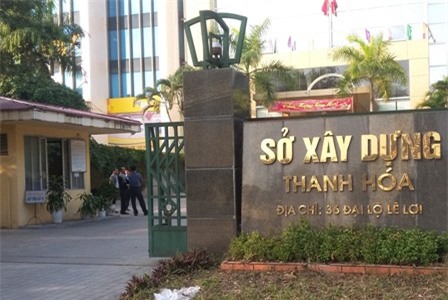 SỞ XÂY DỰNG
THANH HÓA
ĐỊA CHỈ: 36 ĐẠI LỘ LÊ LỢI